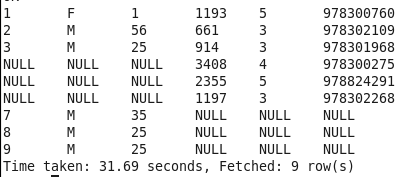 1 F 1 1193 5 978300760
2 M 56 661 3 978302109
3 M 25 914 3 978301968
NULL NULL NULL 3408 4 978300275
NULL NULL NULL 2355 5 978824291
NULL NULL NULL 1197 3 978302268
7 M 35 NULL NULL NULL
8 M 25 NULL NULL NULL
9 M 25 NULL NULL NULL
Time taken: 31.69 seconds, Fetched: 9 row(s)